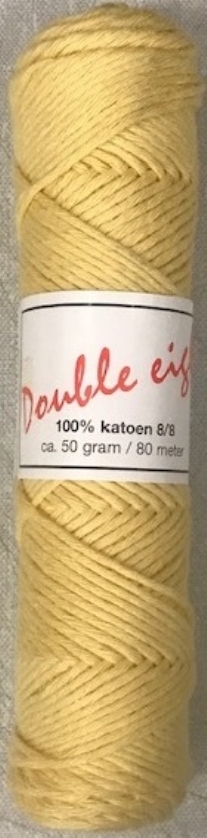 Double eig
100% katoen 8/8
ca. 50 gram / 80 meter